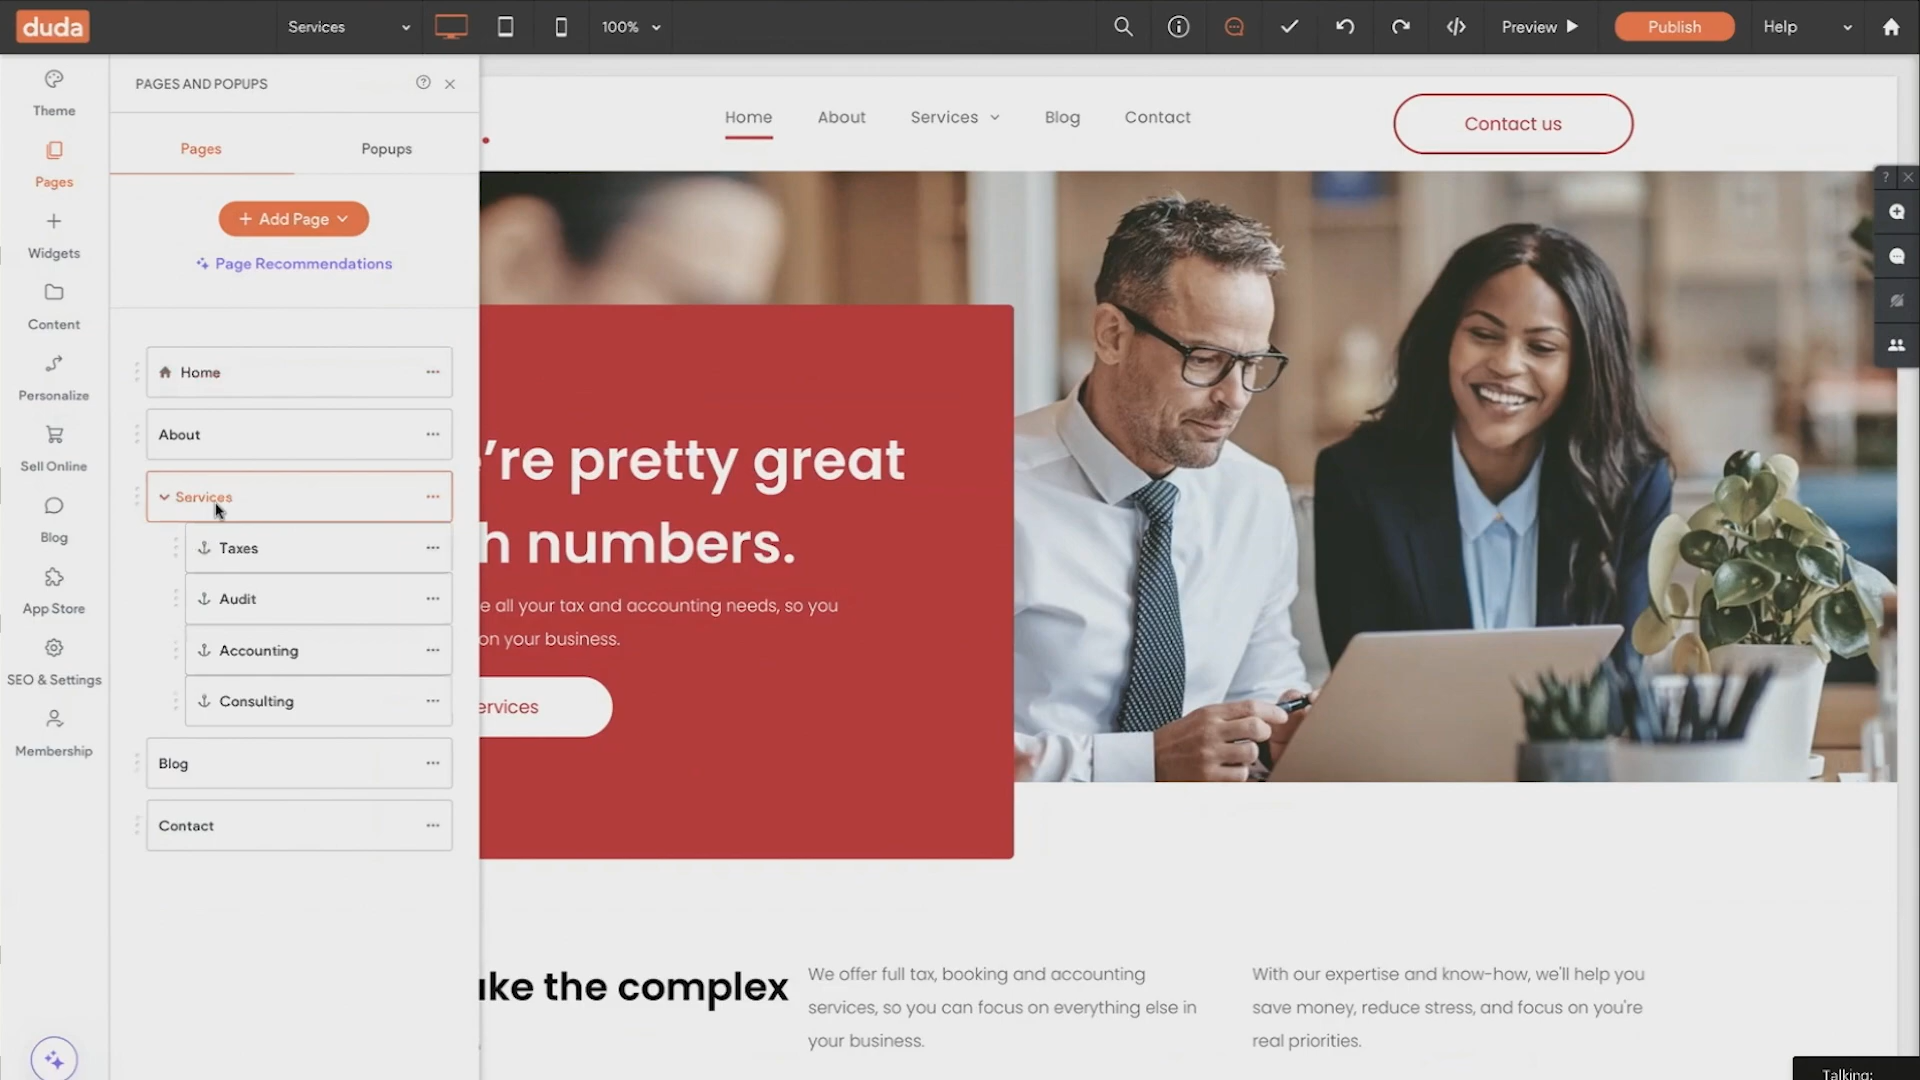 duda
Services
100%
Preview
Publish
Help
Theme
Pages
Widgets
Content
Personalize
Sell Online
Blog
App Store
SEO & Settings
Membership
PAGES AND POPUPS
Pages
Popups
+ Add Page
Page Recommendations
Home
About
Services
Taxes
Audit
Accounting
Consulting
Blog
Contact
Home
About
Services
Blog
Contact
Contact us
're pretty great
h numbers.
e all your tax and accounting needs, so you
on your business.
ervices
ke the complex
We offer full tax, booking and accounting
services, so you can focus on everything else in
your business.
With our expertise and know-how, we'll help you
save money, reduce stress, and focus on you're
real priorities.
?
Talking: